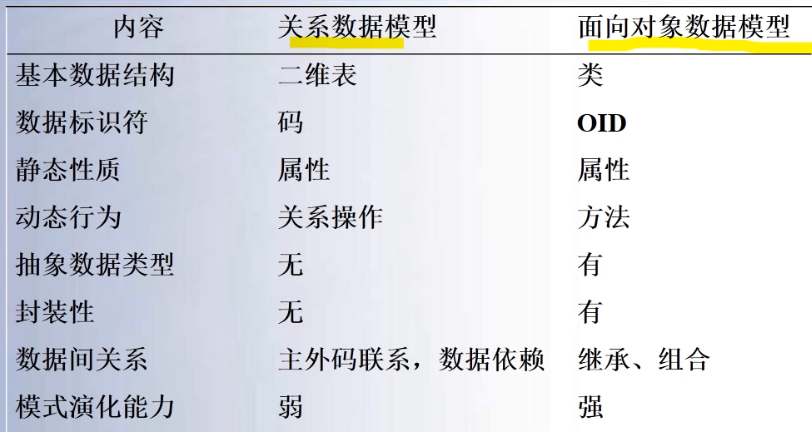 内容 关系数据模型 面向对象数据模型
基本数据结构 二维表 类
数据标识符 码 OID
静态性质 属性 属性
动态行为 关系操作 方法
抽象数据类型 无 有
封装性 无 有
数据间关系 主外码联系，数据依赖 继承、组合
模式演化能力 弱 强